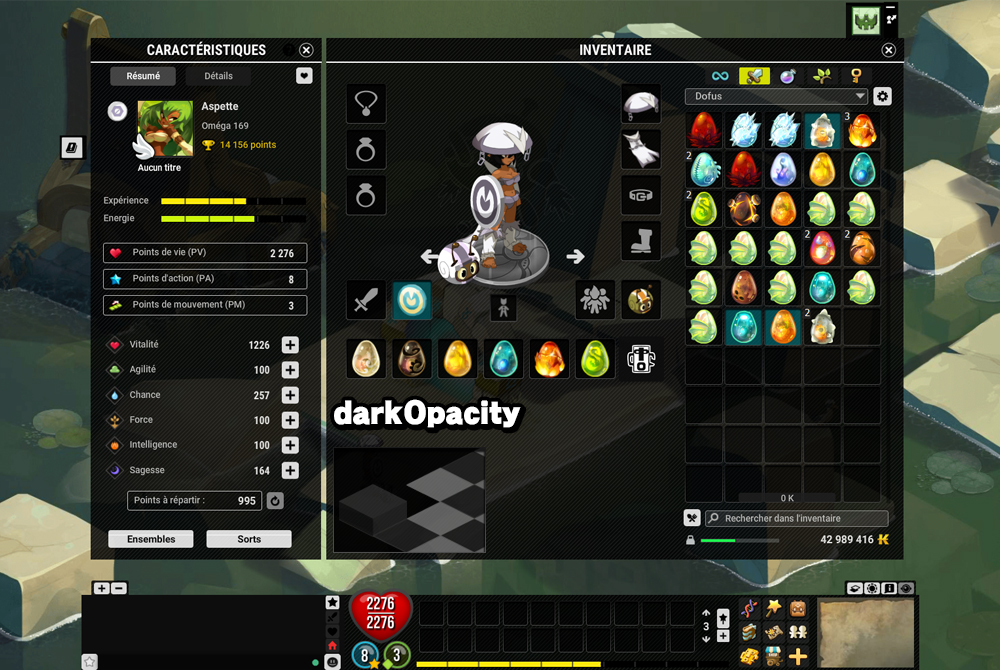 CARACTÉRISTIQUES
Résumé
Détails
Aspette
Oméga 169
14 156 points
Aucun titre
Expérience
Energie
Points de vie (PV) 2 276
Points d'action (PA) 8
Points de mouvement (PM) 3
Vitalité 1226
Agilité 100
Chance 257
Force 100
Intelligence 100
Sagesse 164
Points à répartir : 995
Ensembles
Sorts
INVENTAIRE
Dofus
3
2
2
2 2
2
darkOpacity
0 K
Rechercher dans l'inventaire
42 989 416 K
2276
2276
8
3
3